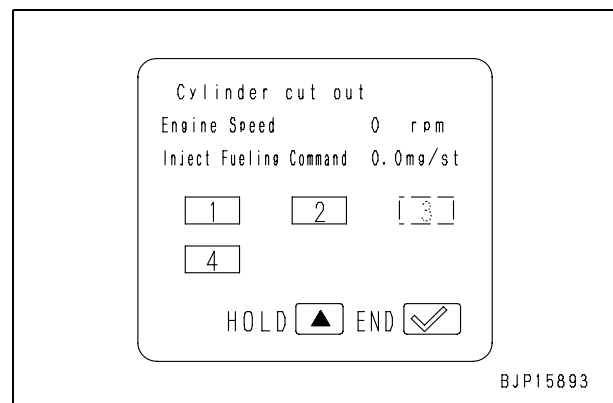 Cylinder cut out
Engine Speed 0 rpm
Inject Fueling Command 0.0mg/st
1 2 3
4
HOLD ▲ END ✓
BJP15893